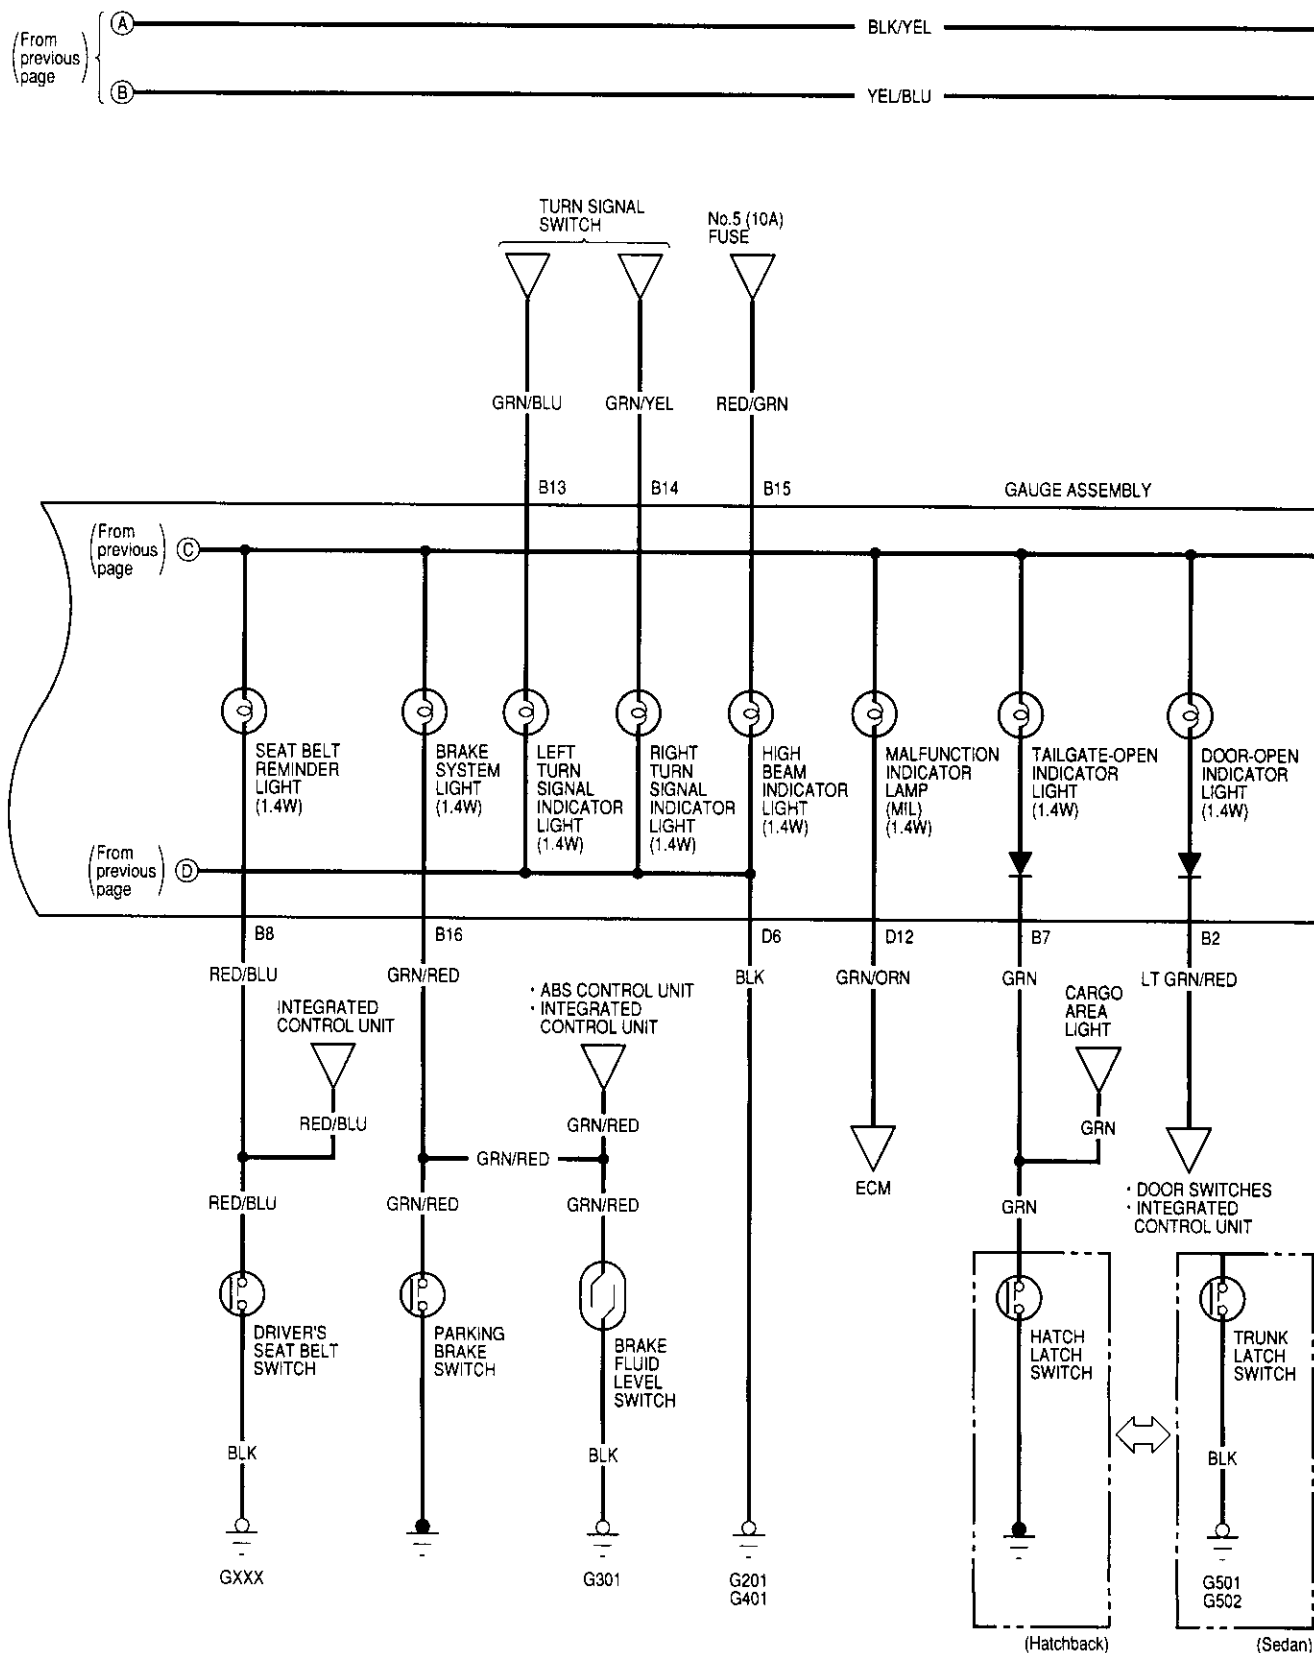 (From previous page)
A
BLK/YEL
B
YEL/BLU
TURN SIGNAL
SWITCH
No.5 (10A)
FUSE
GRN/BLU
GRN/YEL
RED/GRN
B13
B14
B15
GAUGE ASSEMBLY
(From
previous
page)
C
SEAT BELT
REMINDER
LIGHT
(1.4W)
BRAKE
SYSTEM
LIGHT
(1.4W)
LEFT
TURN
SIGNAL
INDICATOR
LIGHT
(1.4W)
RIGHT
TURN
SIGNAL
INDICATOR
LIGHT
(1.4W)
HIGH
BEAM
INDICATOR
LIGHT
(1.4W)
MALFUNCTION
INDICATOR
LAMP
(MIL)
(1.4W)
TAILGATE-OPEN
INDICATOR
LIGHT
(1.4W)
DOOR-OPEN
INDICATOR
LIGHT
(1.4W)
(From
previous
page)
D
B8
B16
D6
D12
B7
B2
RED/BLU
GRN/RED
BLK
GRN/ORN
GRN
LT GRN/RED
INTEGRATED
CONTROL UNIT
· ABS CONTROL UNIT
· INTEGRATED
CONTROL UNIT
CARGO
AREA
LIGHT
RED/BLU
GRN/RED
GRN
GRN/RED
RED/BLU
GRN/RED
GRN/RED
ECM
GRN
· DOOR SWITCHES
· INTEGRATED
CONTROL UNIT
DRIVER'S
SEAT BELT
SWITCH
PARKING
BRAKE
SWITCH
BRAKE
FLUID
LEVEL
SWITCH
HATCH
LATCH
SWITCH
TRUNK
LATCH
SWITCH
BLK
BLK
BLK
GXXX
G301
G201
G401
G501
G502
(Hatchback)
(Sedan)